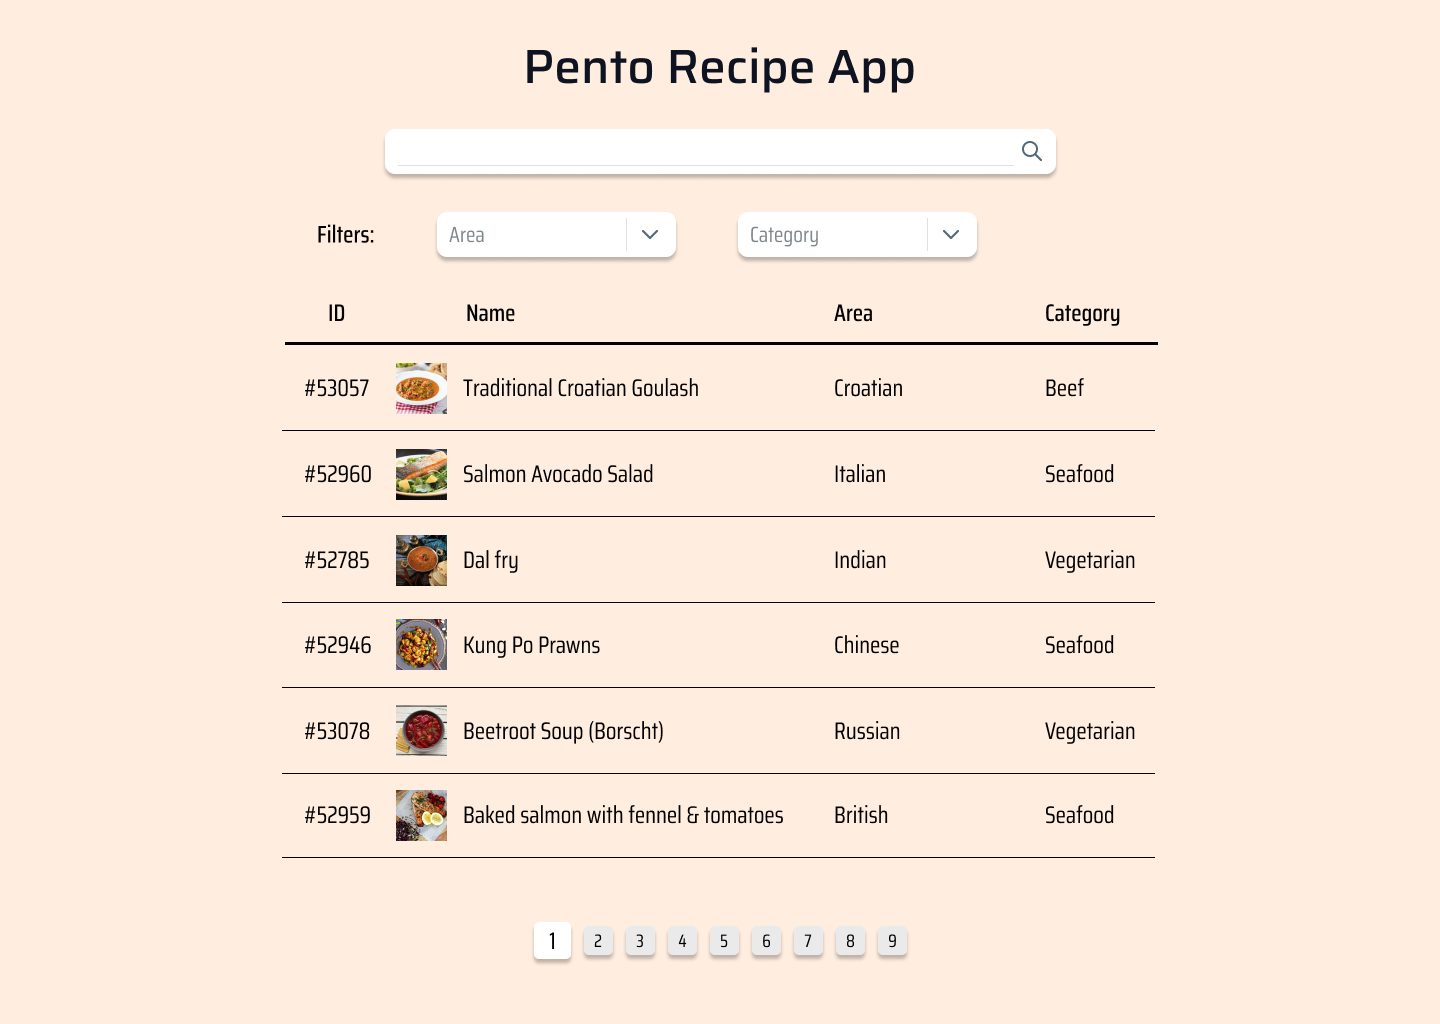 Pento Recipe App
Filters: Area Category
ID Name Area Category
#53057 Traditional Croatian Goulash Croatian Beef
#52960 Salmon Avocado Salad Italian Seafood
#52785 Dal fry Indian Vegetarian
#52946 Kung Po Prawns Chinese Seafood
#53078 Beetroot Soup (Borscht) Russian Vegetarian
#52959 Baked salmon with fennel & tomatoes British Seafood
1 2 3 4 5 6 7 8 9